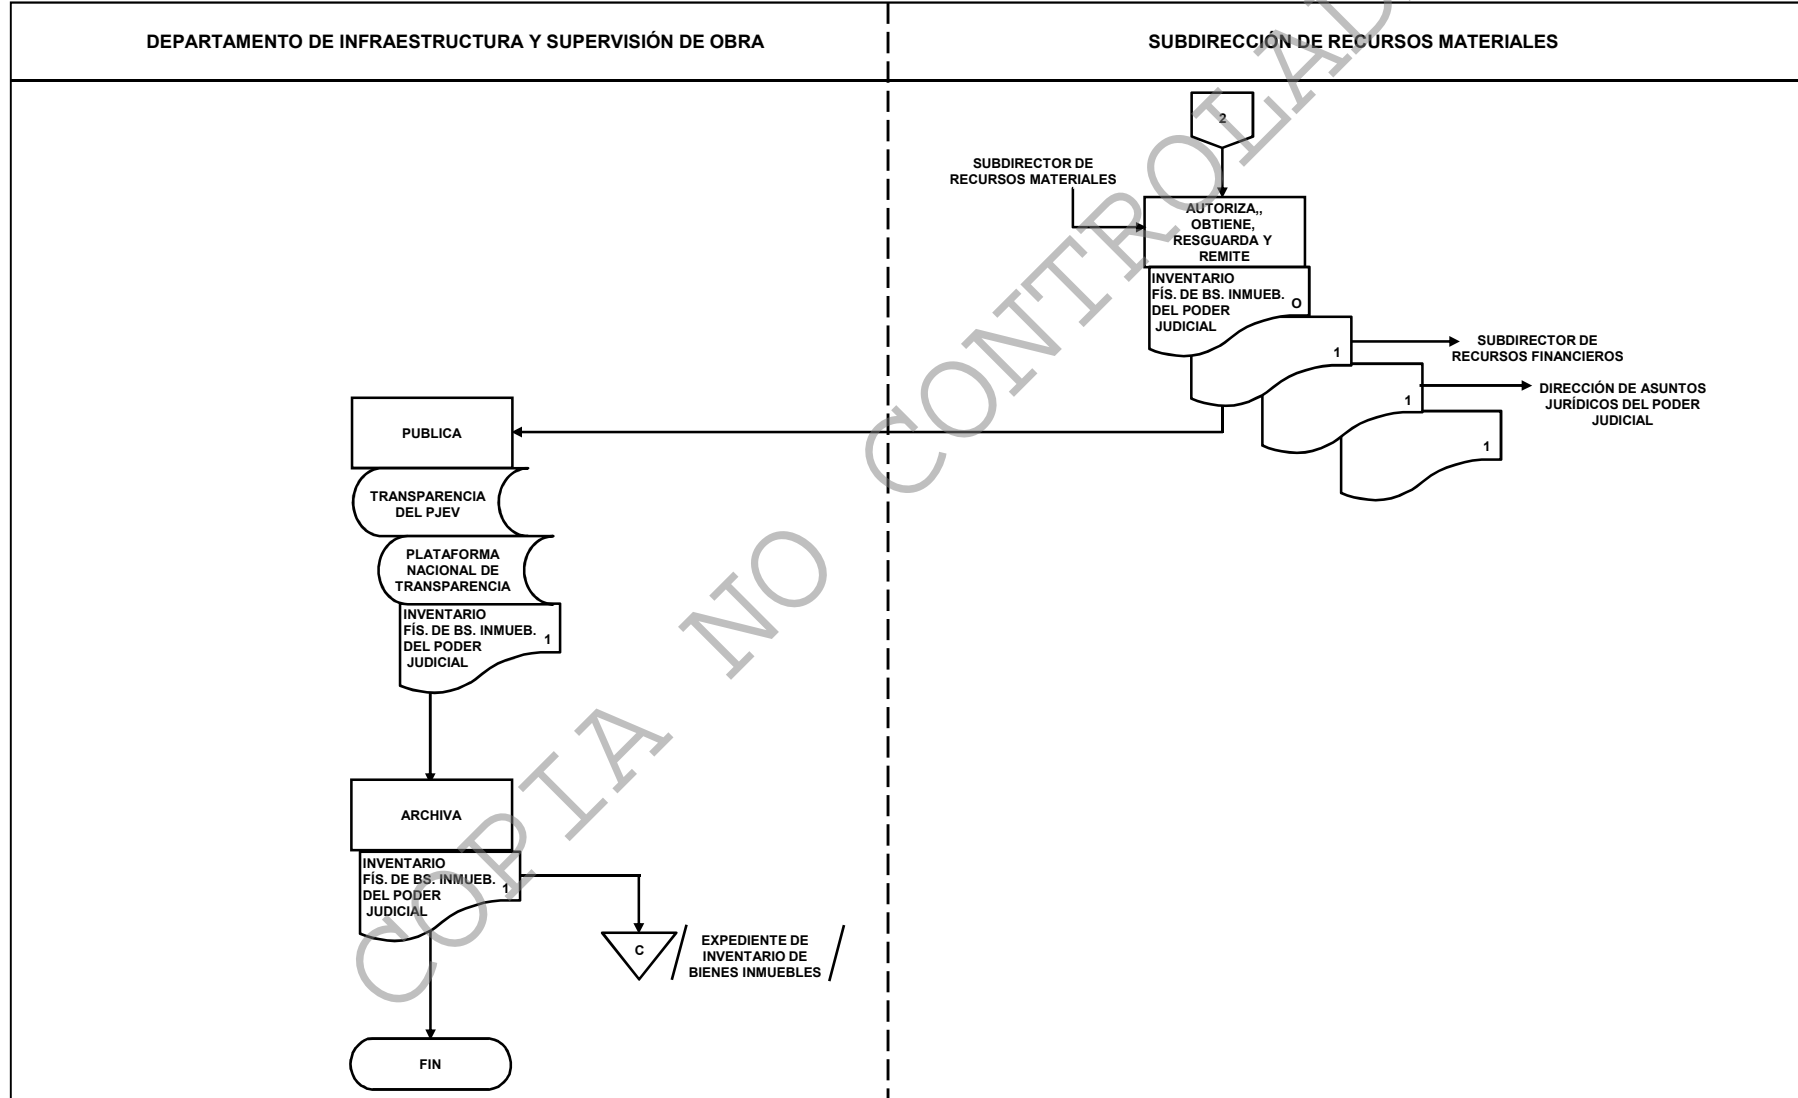 DEPARTAMENTO DE INFRAESTRUCTURA Y SUPERVISIÓN DE OBRA
SUBDIRECCIÓN DE RECURSOS MATERIALES
2
SUBDIRECTOR DE
RECURSOS MATERIALES
AUTORIZA,,
OBTIENE,
RESGUARDA Y
REMITE
INVENTARIO
FÍS. DE BS. INMUEB.
DEL PODER
JUDICIAL
O
1
SUBDIRECTOR DE
RECURSOS FINANCIEROS
1
DIRECCIÓN DE ASUNTOS
JURÍDICOS DEL PODER
JUDICIAL
1
PUBLICA
TRANSPARENCIA
DEL PJEV
PLATAFORMA
NACIONAL DE
TRANSPARENCIA
INVENTARIO
FÍS. DE BS. INMUEB.
DEL PODER
JUDICIAL
1
ARCHIVA
INVENTARIO
FÍS. DE BS. INMUEB.
DEL PODER
JUDICIAL
1
C
EXPEDIENTE DE
INVENTARIO DE
BIENES INMUEBLES
FIN
COPIA NO CONTROLAD